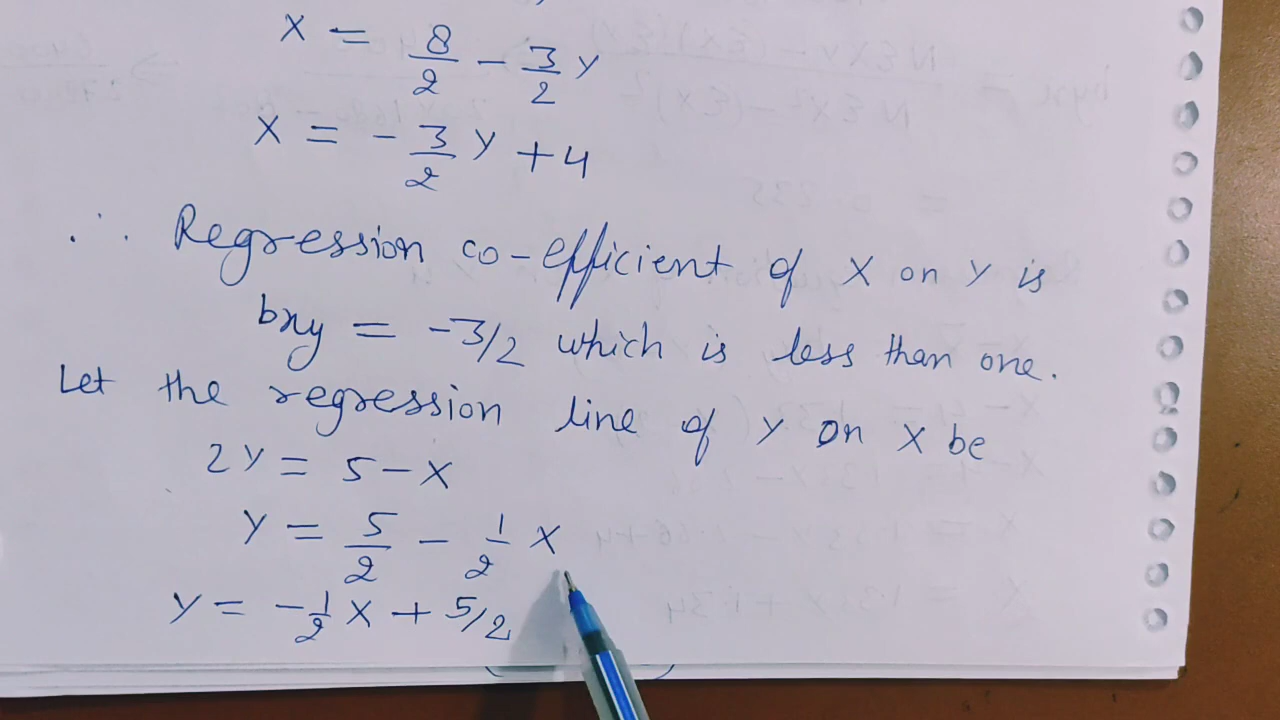 X = 8/2 - 3/2 Y
X = - 3/2 Y + 4
∴ Regression co-efficient of X on Y is
bxy = -3/2 which is less than one.
Let the regression line of Y on X be
2Y = 5 - X
Y = 5/2 - 1/2 X
Y = - 1/2 X + 5/2